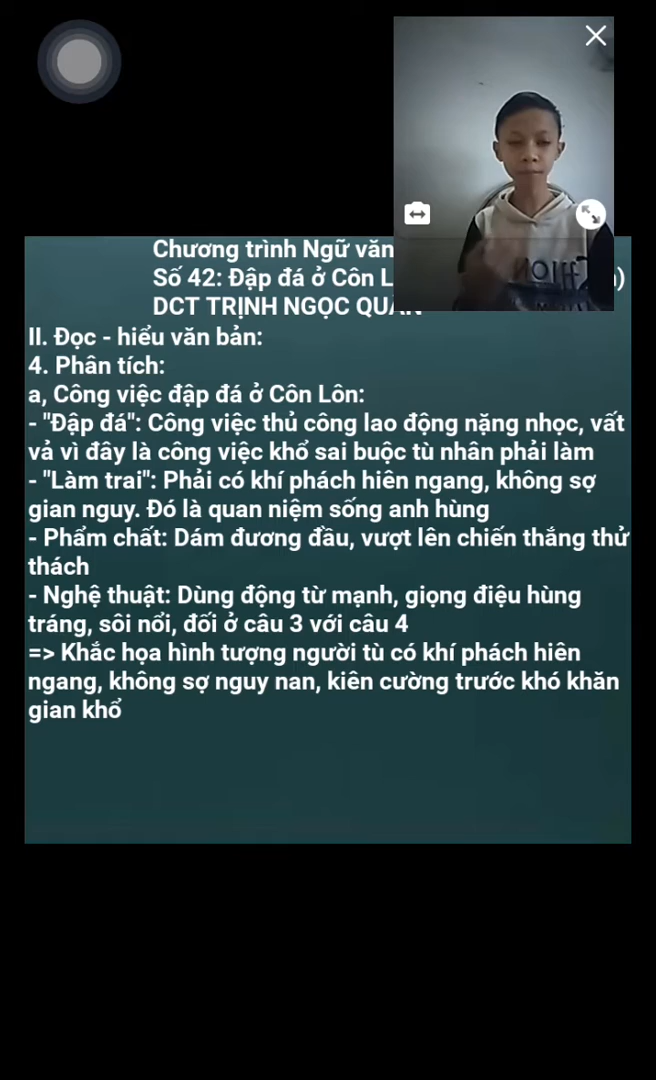 Chương trình Ngữ văn
Số 42: Đập đá ở Côn
DCT TRỊNH NGỌC
II. Đọc - hiểu văn bản:
4. Phân tích:
a, Công việc đập đá ở Côn Lôn:
- "Đập đá": Công việc thủ công lao động nặng nhọc, vất
vả vì đây là công việc khổ sai buộc tù nhân phải làm
- "Làm trai": Phải có khí phách hiên ngang, không sợ
gian nguy. Đó là quan niệm sống anh hùng
- Phẩm chất: Dám đương đầu, vượt lên chiến thắng thử
thách
- Nghệ thuật: Dùng động từ mạnh, giọng điệu hùng
tráng, sôi nổi, đối ở câu 3 với câu 4
=> Khắc họa hình tượng người tù có khí phách hiên
ngang, không sợ nguy nan, kiên cường trước khó khăn
gian khổ